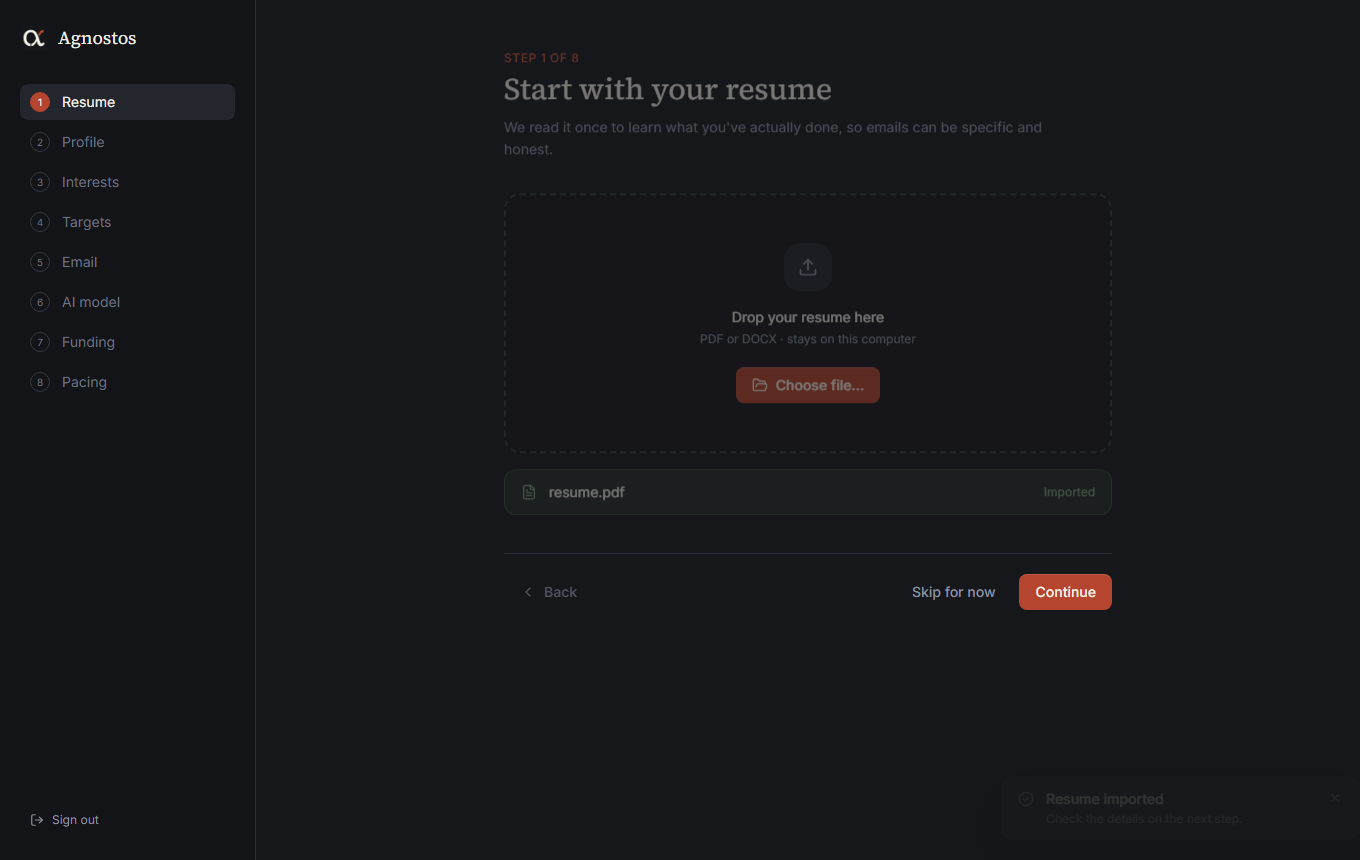 Agnostos
1 Resume
2 Profile
3 Interests
4 Targets
5 Email
6 AI model
7 Funding
8 Pacing
Sign out
STEP 1 OF 8
Start with your resume
We read it once to learn what you've actually done, so emails can be specific and
honest.
Drop your resume here
PDF or DOCX · stays on this computer
Choose file...
resume.pdf
Imported
Back
Skip for now
Continue
Resume imported
Check the details on the next step.